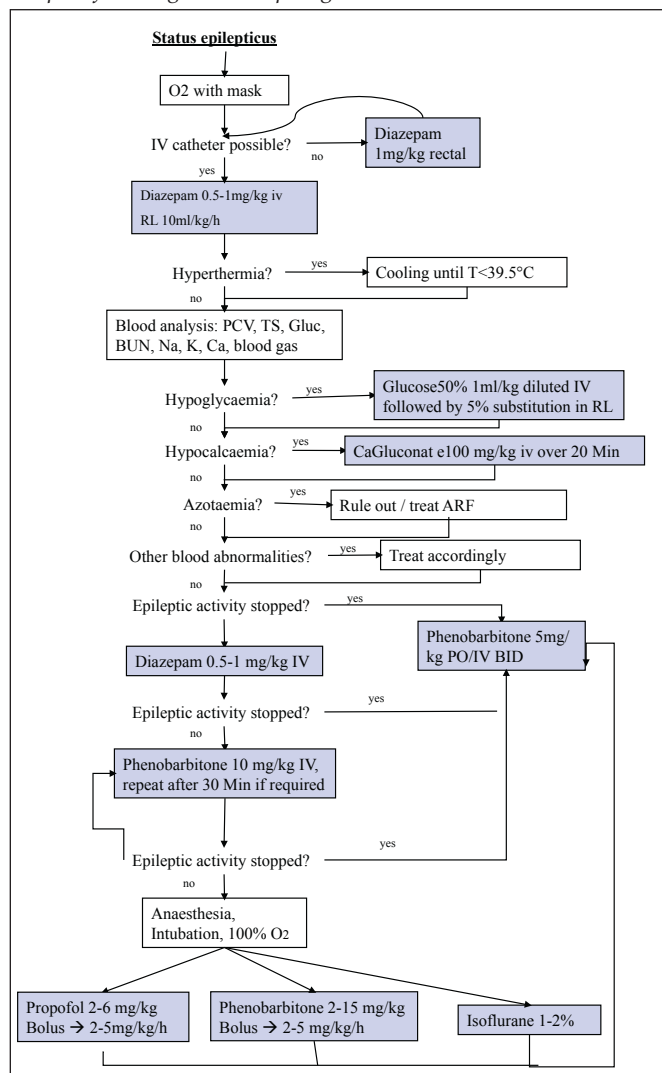 Status epilepticus
O2 with mask
IV catheter possible?
no
Diazepam
1mg/kg rectal
yes
Diazepam 0.5-1mg/kg iv
RL 10ml/kg/h
Hyperthermia?
yes
Cooling until T<39.5°C
no
Blood analysis: PCV, TS, Gluc,
BUN, Na, K, Ca, blood gas
Hypoglycaemia?
yes
Glucose50% 1ml/kg diluted IV
followed by 5% substitution in RL
no
Hypocalcaemia?
yes
CaGluconat e100 mg/kg iv over 20 Min
no
Azotaemia?
yes
Rule out / treat ARF
no
Other blood abnormalities?
yes
Treat accordingly
no
Epileptic activity stopped?
yes
Phenobarbitone 5mg/
kg PO/IV BID
Diazepam 0.5-1 mg/kg IV
Epileptic activity stopped?
yes
no
Phenobarbitone 10 mg/kg IV,
repeat after 30 Min if required
Epileptic activity stopped?
yes
no
Anaesthesia,
Intubation, 100% O2
Propofol 2-6 mg/kg
Bolus → 2-5mg/kg/h
Phenobarbitone 2-15 mg/kg
Bolus → 2-5 mg/kg/h
Isoflurane 1-2%